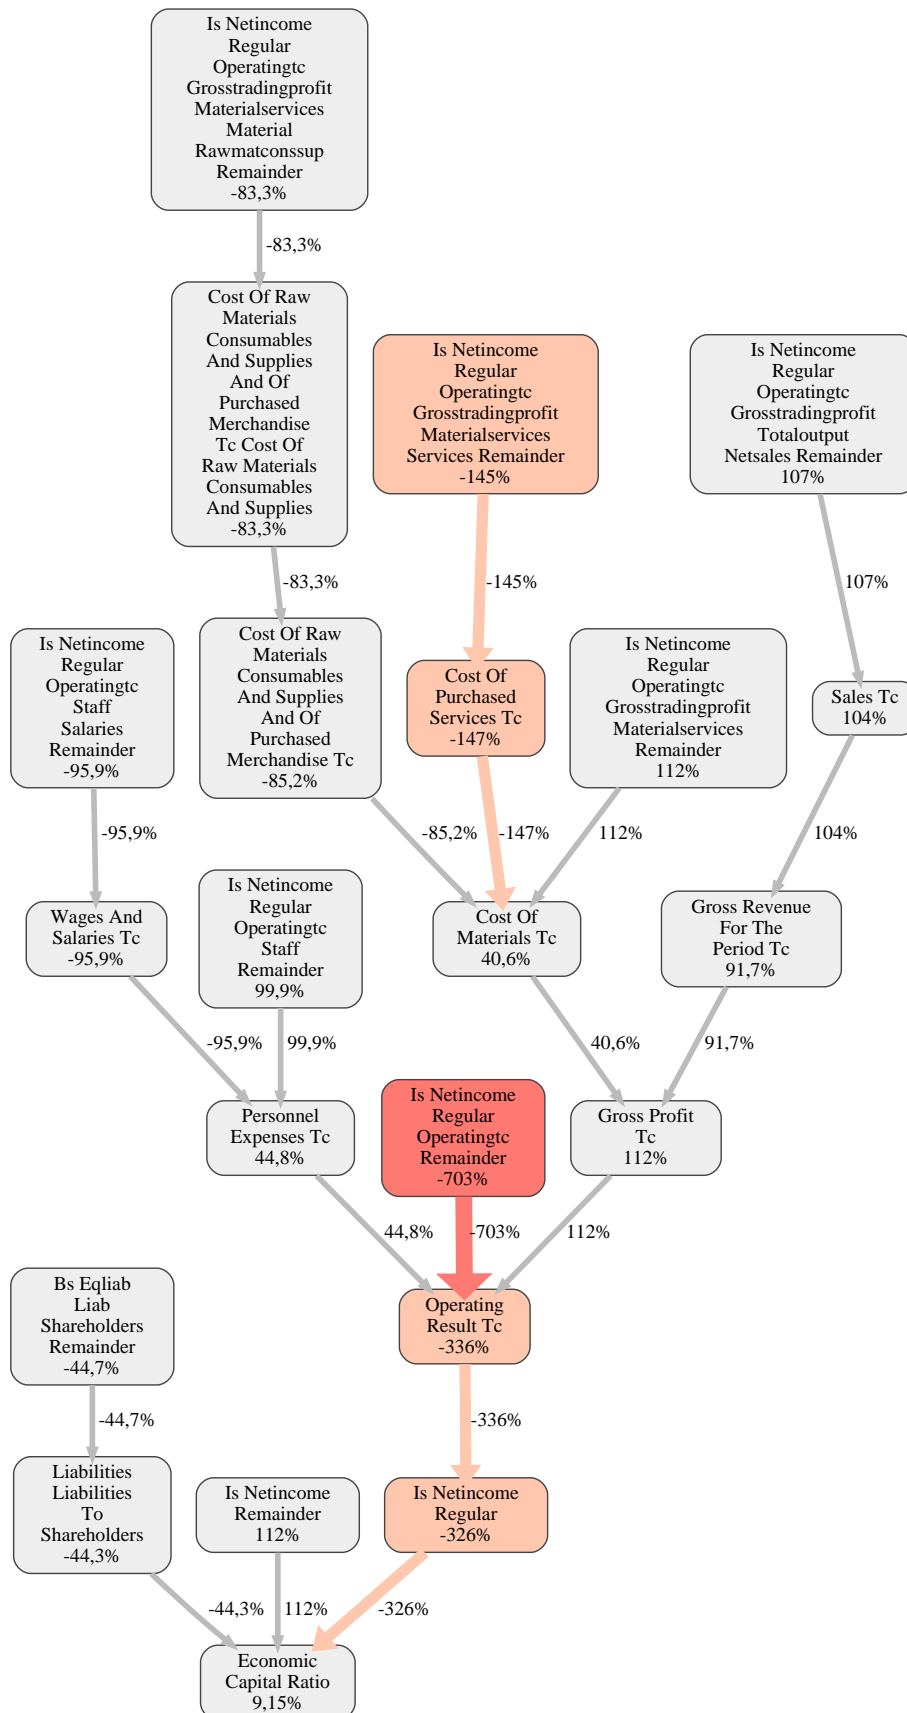 Is Netincome
Regular
Operatingtc
Grosstradingprofit
Materialservices
Material
Rawmatconssup
Remainder
-83,3%
-83,3%
Cost Of Raw
Materials
Consumables
And Supplies
And Of
Purchased
Merchandise
Tc Cost Of
Raw Materials
Consumables
And Supplies
-83,3%
Is Netincome
Regular
Operatingtc
Grosstradingprofit
Materialservices
Services Remainder
-145%
Is Netincome
Regular
Operatingtc
Grosstradingprofit
Totaloutput
Netsales Remainder
107%
-83,3%
-145%
107%
Is Netincome
Regular
Operatingtc
Staff
Salaries
Remainder
-95,9%
Cost Of Raw
Materials
Consumables
And Supplies
And Of
Purchased
Merchandise Tc
-85,2%
Cost Of
Purchased
Services Tc
-147%
Is Netincome
Regular
Operatingtc
Grosstradingprofit
Materialservices
Remainder
112%
Sales Tc
104%
-95,9%
-85,2%
-147%
112%
104%
Wages And
Salaries Tc
-95,9%
Is Netincome
Regular
Operatingtc
Staff
Remainder
99,9%
Cost Of
Materials Tc
40,6%
Gross Revenue
For The
Period Tc
91,7%
-95,9%
99,9%
40,6%
91,7%
Personnel
Expenses Tc
44,8%
Is Netincome
Regular
Operatingtc
Remainder
-703%
Gross Profit
Tc
112%
44,8%
-703%
112%
Bs Eqliab
Liab
Shareholders
Remainder
-44,7%
Operating
Result Tc
-336%
-44,7%
-336%
Liabilities
Liabilities
To
Shareholders
-44,3%
Is Netincome
Remainder
112%
Is Netincome
Regular
-326%
-44,3%
112%
-326%
Economic
Capital Ratio
9,15%